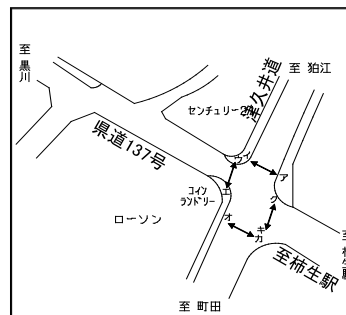 至 黒川
至 狛江
津久井道
センチュリー21
県道137号
ウ
イ
ア
エ
ク
コイン
ランドリー
オ
キ
カ
ローソン
至柿生駅
至 町田